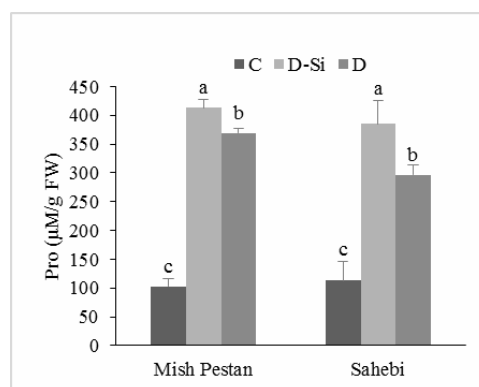 C D-Si D
Pro (µM/g FW)
450
400
350
300
250
200
150
100
50
0
a
b
c
a
b
c
Mish Pestan Sahebi